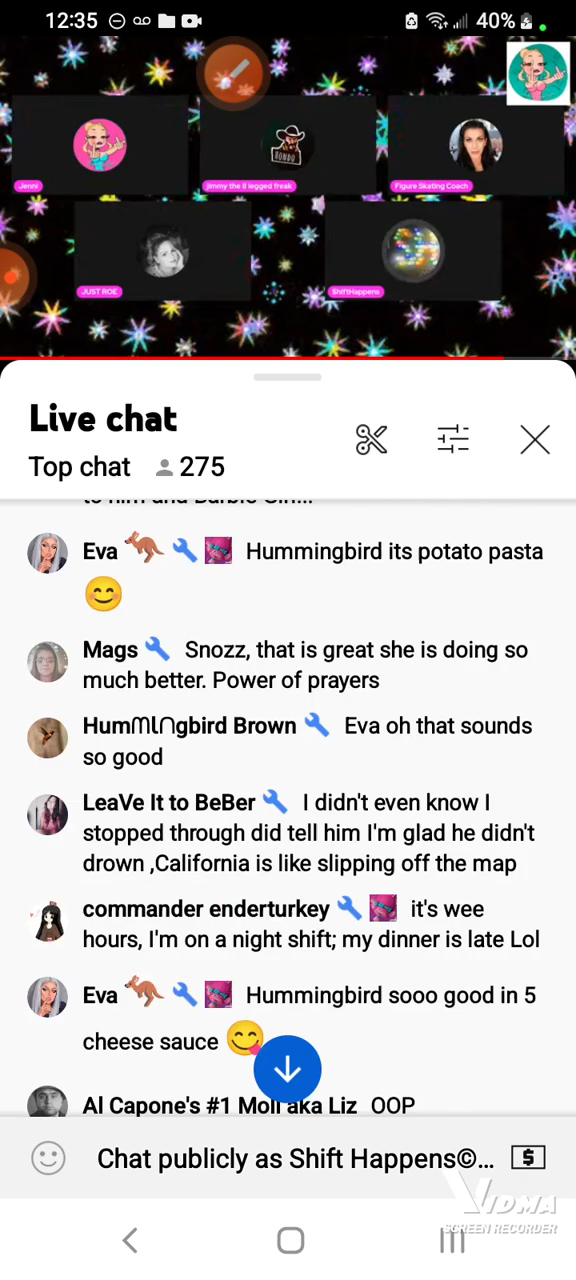 12:35
40%
Jenni
Jimmy the 8 legged freak
Figure Skating Coach
RONDO
JUST ROE
ShiftHappens
Live chat
Top chat 275
to him and Barbie Girl...
Eva Hummingbird its potato pasta
Mags Snozz, that is great she is doing so
much better. Power of prayers
Humᗰᒪᑎgbird Brown Eva oh that sounds
so good
LeaVe It to BeBer I didn't even know I
stopped through did tell him I'm glad he didn't
drown ,California is like slipping off the map
commander enderturkey it's wee
hours, I'm on a night shift; my dinner is late Lol
Eva Hummingbird sooo good in 5
cheese sauce
Al Capone's #1 Moll aka Liz OOP
Chat publicly as Shift Happens©... $
VIDMA
SCREEN RECORDER